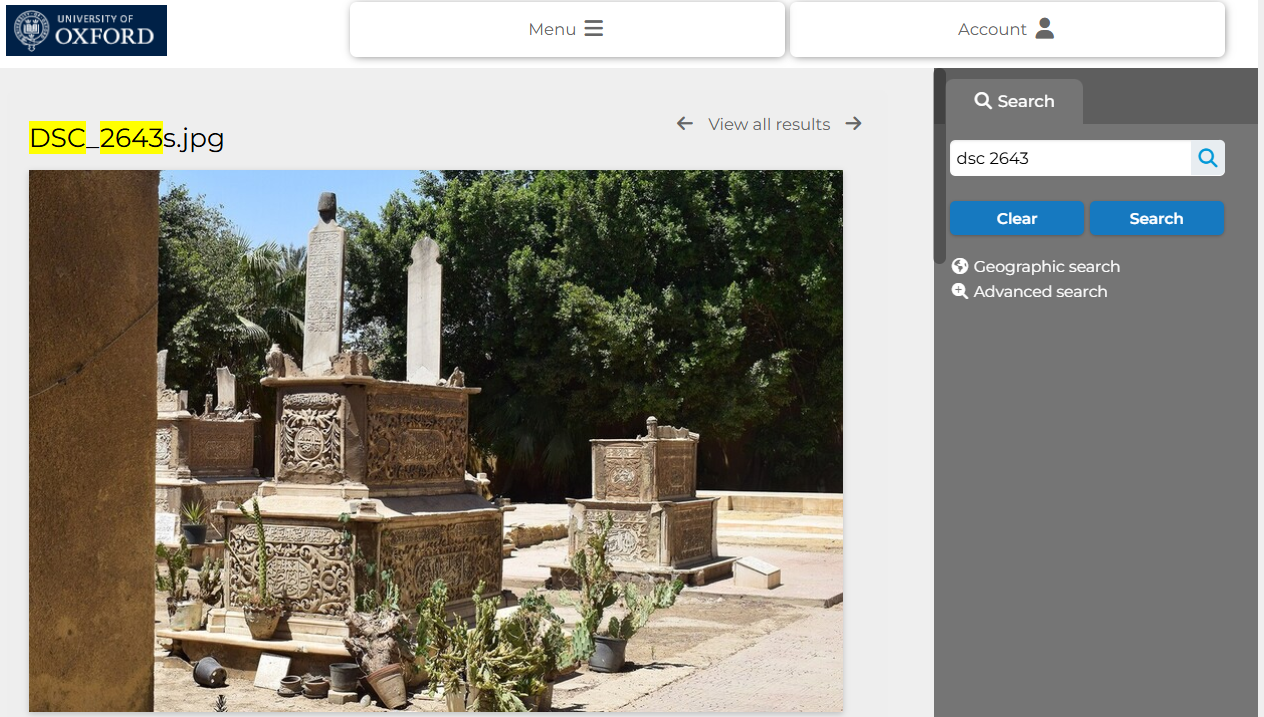 UNIVERSITY OF
OXFORD
Menu
Account
DSC_2643s.jpg
View all results
Search
dsc 2643
Clear
Search
Geographic search
Advanced search